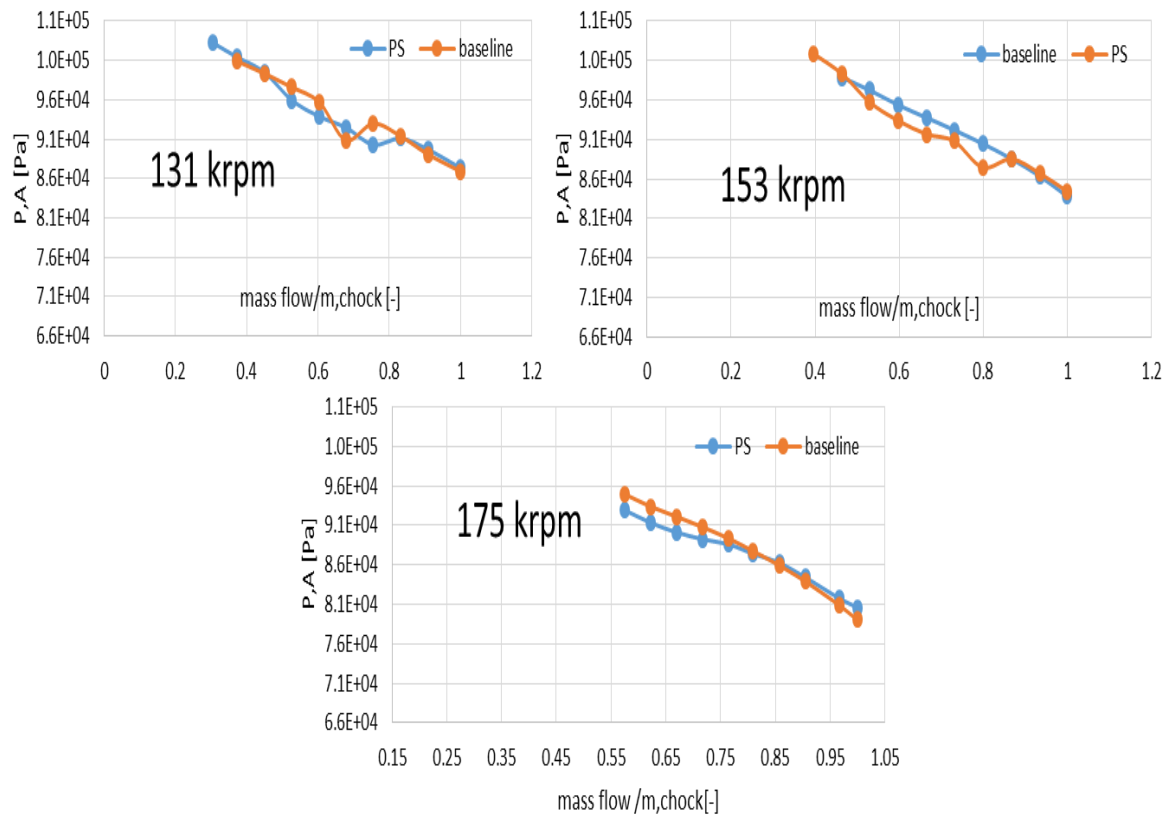 1.1E+05
1.0E+05
9.6E+04
9.1E+04
8.6E+04
8.1E+04
7.6E+04
7.1E+04
6.6E+04
P,A [Pa]
PS baseline
131 krpm
mass flow/m,chock [-]
0 0.2 0.4 0.6 0.8 1 1.2
1.1E+05
1.0E+05
9.6E+04
9.1E+04
8.6E+04
8.1E+04
7.6E+04
7.1E+04
6.6E+04
P,A [Pa]
baseline PS
153 krpm
mass flow/m,chock [-]
0 0.2 0.4 0.6 0.8 1 1.2
1.1E+05
1.0E+05
9.6E+04
9.1E+04
8.6E+04
8.1E+04
7.6E+04
7.1E+04
6.6E+04
P,A [Pa]
PS baseline
175 krpm
0.15 0.25 0.35 0.45 0.55 0.65 0.75 0.85 0.95 1.05
mass flow /m,chock[-]